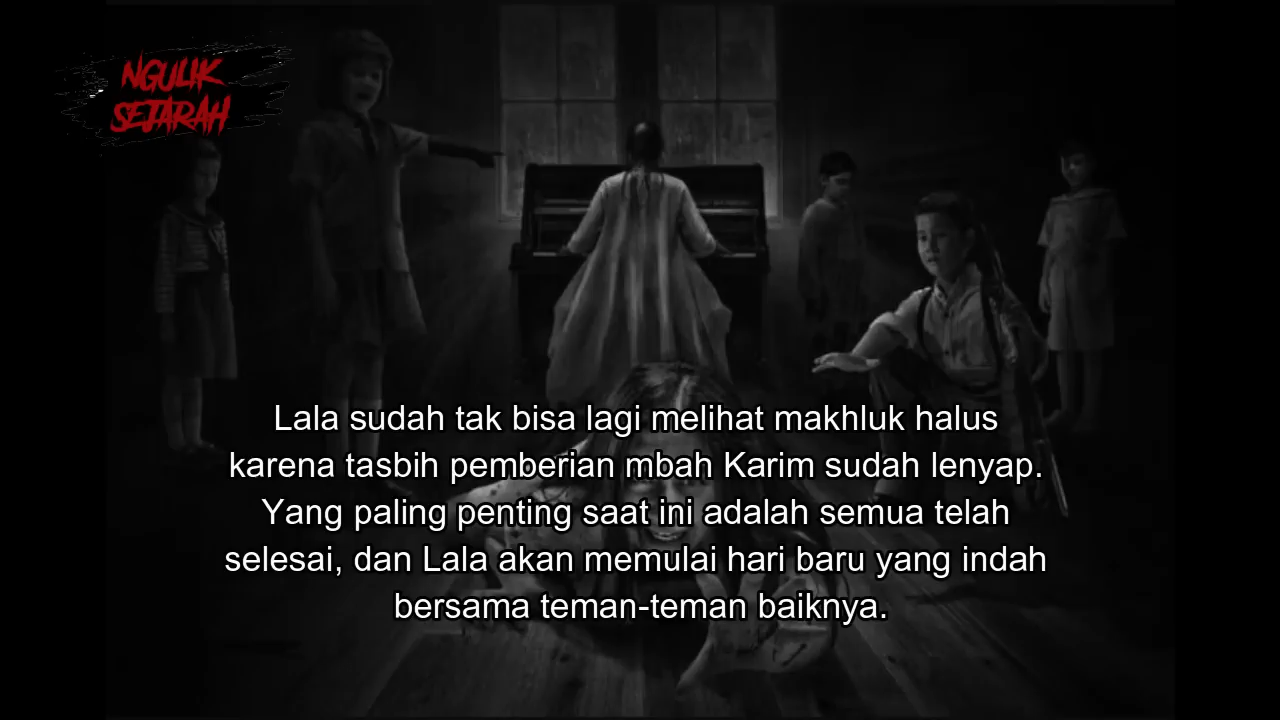 NGULIK
SEJARAH
Lala sudah tak bisa lagi melihat makhluk halus
karena tasbih pemberian mbah Karim sudah lenyap.
Yang paling penting saat ini adalah semua telah
selesai, dan Lala akan memulai hari baru yang indah
bersama teman-teman baiknya.